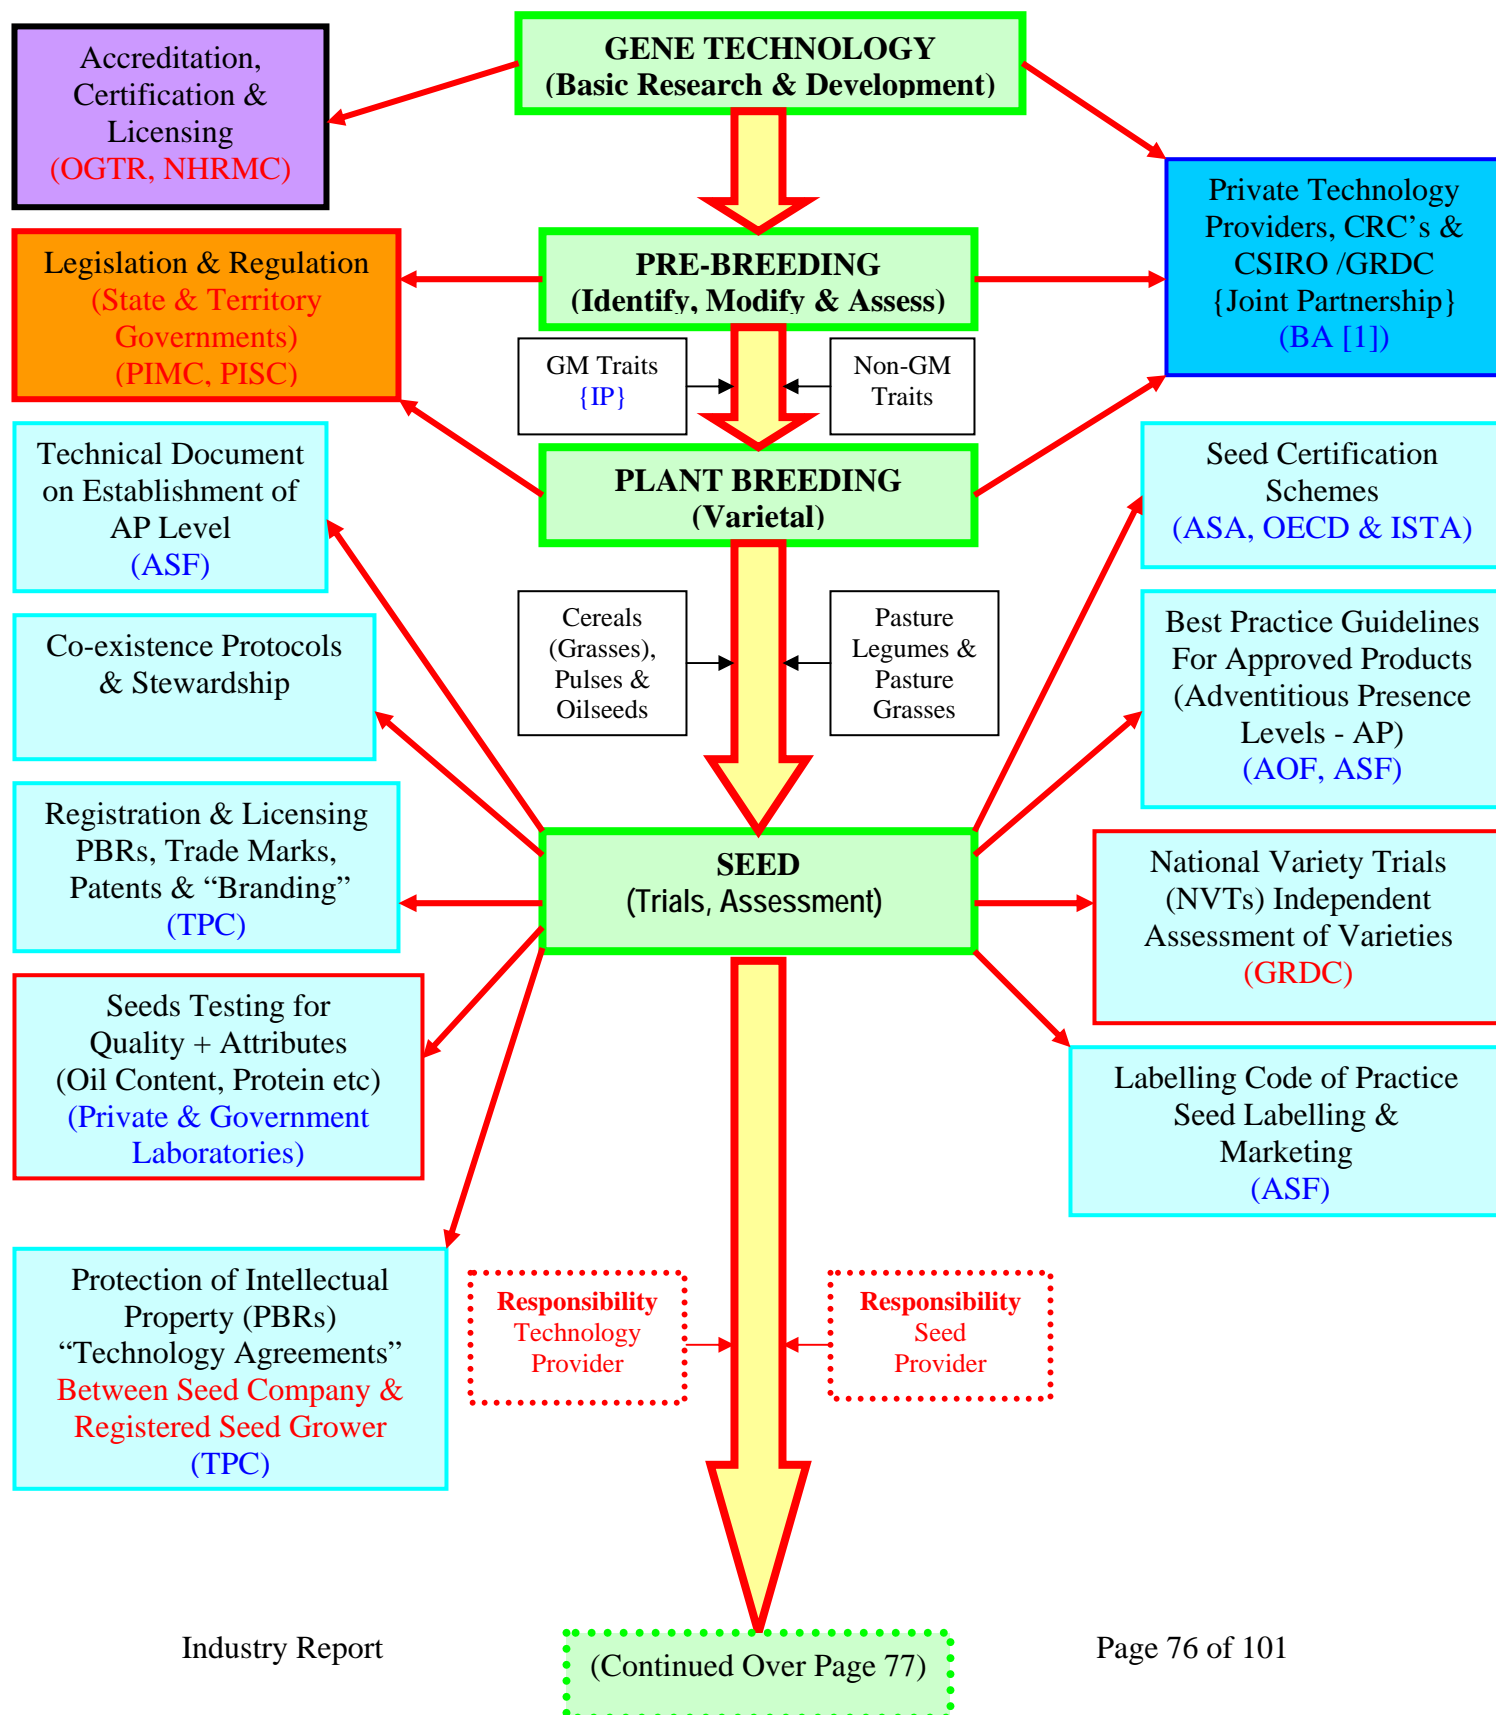 GENE TECHNOLOGY
(Basic Research & Development)
Accreditation,
Certification &
Licensing
(OGTR, NHRMC)
Private Technology
Providers, CRC's &
CSIRO /GRDC
{Joint Partnership}
(BA [1])
Legislation & Regulation
(State & Territory
Governments)
(PIMC, PISC)
PRE-BREEDING
(Identify, Modify & Assess)
GM Traits
{IP}
Non-GM
Traits
PLANT BREEDING
(Varietal)
Technical Document
on Establishment of
AP Level
(ASF)
Seed Certification
Schemes
(ASA, OECD & ISTA)
Cereals
(Grasses),
Pulses &
Oilseeds
Pasture
Legumes &
Pasture
Grasses
Co-existence Protocols
& Stewardship
Best Practice Guidelines
For Approved Products
(Adventitious Presence
Levels - AP)
(AOF, ASF)
Registration & Licensing
PBRs, Trade Marks,
Patents & “Branding”
(TPC)
SEED
(Trials, Assessment)
National Variety Trials
(NVTs) Independent
Assessment of Varieties
(GRDC)
Seeds Testing for
Quality + Attributes
(Oil Content, Protein etc)
(Private & Government
Laboratories)
Labelling Code of Practice
Seed Labelling &
Marketing
(ASF)
Protection of Intellectual
Property (PBRs)
“Technology Agreements”
Between Seed Company &
Registered Seed Grower
(TPC)
Responsibility
Technology
Provider
Responsibility
Seed
Provider
Industry Report
(Continued Over Page 77)
Page 76 of 101